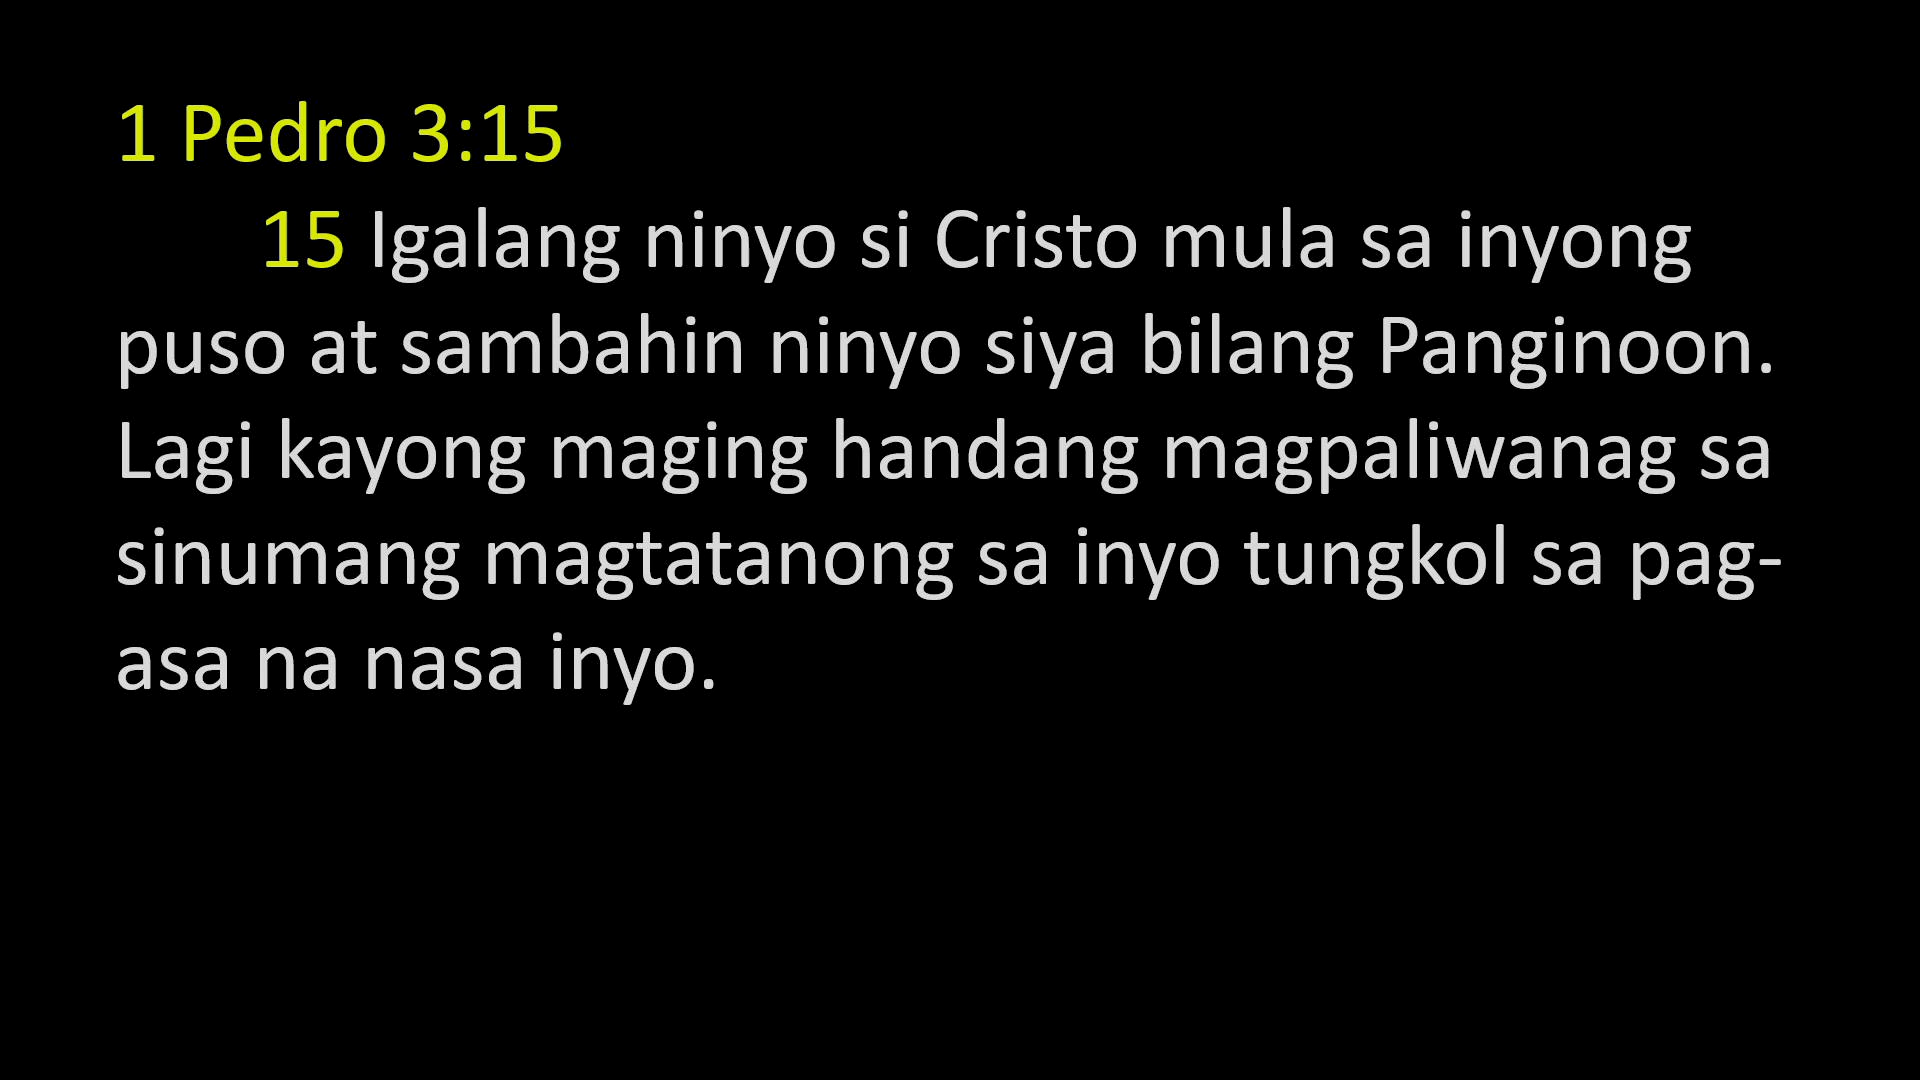 1 Pedro 3:15
15 Igalang ninyo si Cristo mula sa inyong
puso at sambahin ninyo siya bilang Panginoon.
Lagi kayong maging handang magpaliwanag sa
sinumang magtatanong sa inyo tungkol sa pag-
asa na nasa inyo.